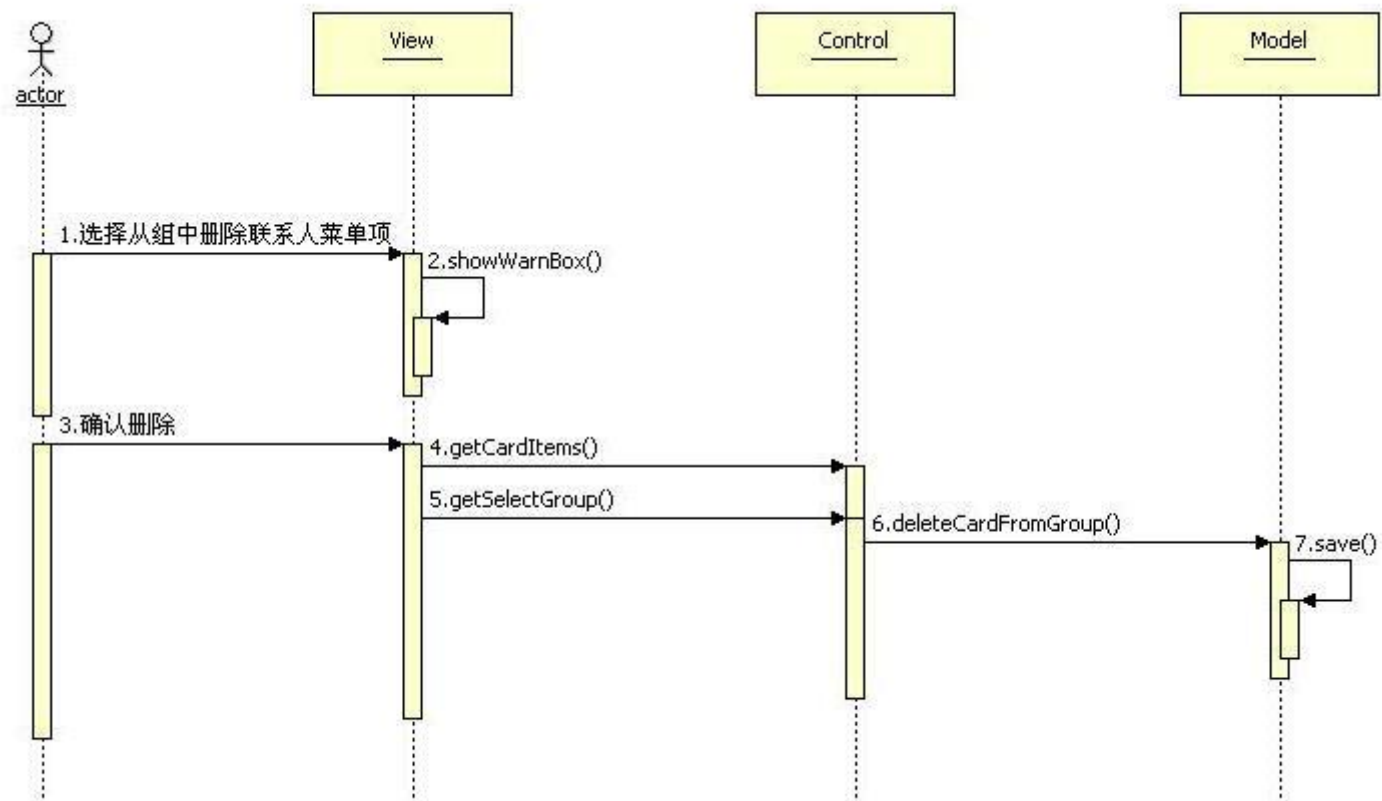 actor
View
Control
Model
1.选择从组中删除联系人菜单项
2.showWarnBox()
3.确认删除
4.getCardItems()
5.getSelectGroup()
6.deleteCardFromGroup()
7.save()